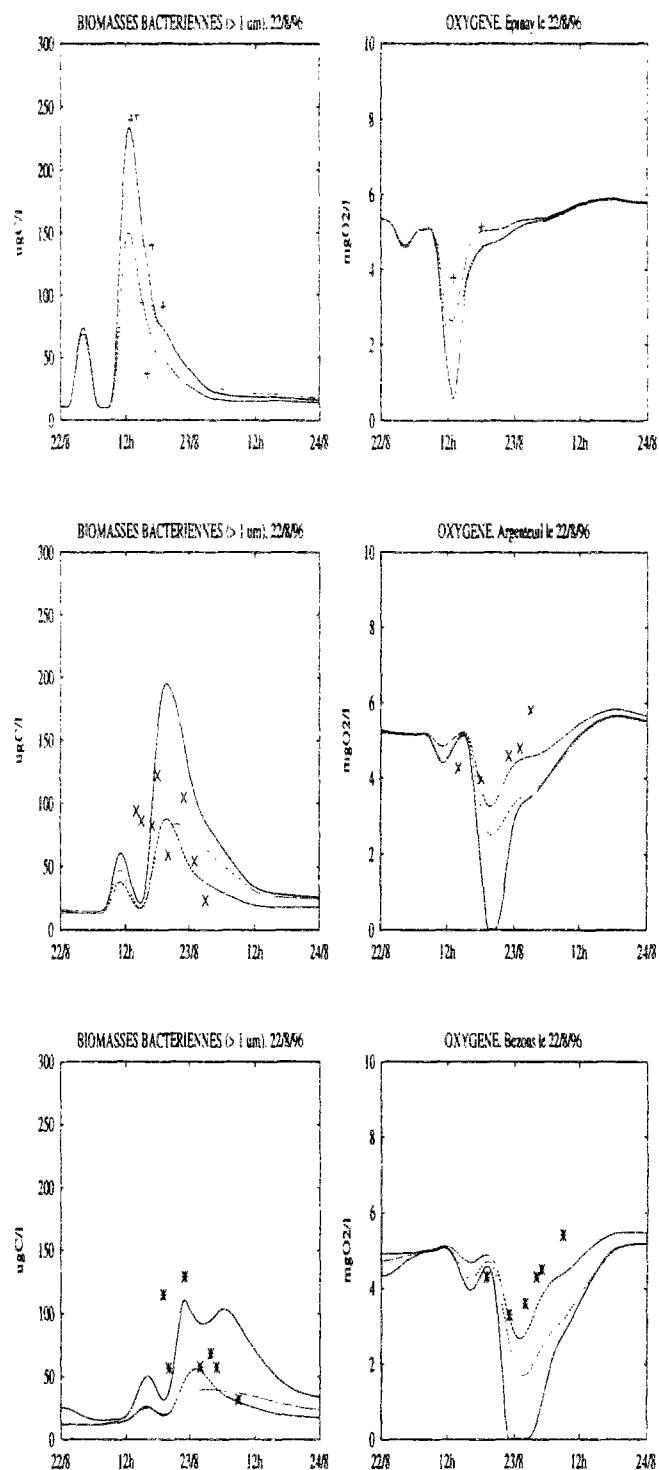 BIOMASSES BACTERIENNES (> 1 um). 22/8/96
ugC/l
300
250
200
150
100
50
0
22/8 12h 23/8 12h 24/8
OXYGENE. Epinay le 22/8/96
mgO2/l
10
8
6
4
2
0
22/8 12h 23/8 12h 24/8
BIOMASSES BACTERIENNES (> 1 um). 22/8/96
ugC/l
300
250
200
150
100
50
0
22/8 12h 23/8 12h 24/8
OXYGENE. Argenteuil le 22/8/96
mgO2/l
10
8
6
4
2
0
22/8 12h 23/8 12h 24/8
BIOMASSES BACTERIENNES (> 1 um). 22/8/96
ugC/l
300
250
200
150
100
50
0
22/8 12h 23/8 12h 24/8
OXYGENE. Bezons le 22/8/96
mgO2/l
10
8
6
4
2
0
22/8 12h 23/8 12h 24/8